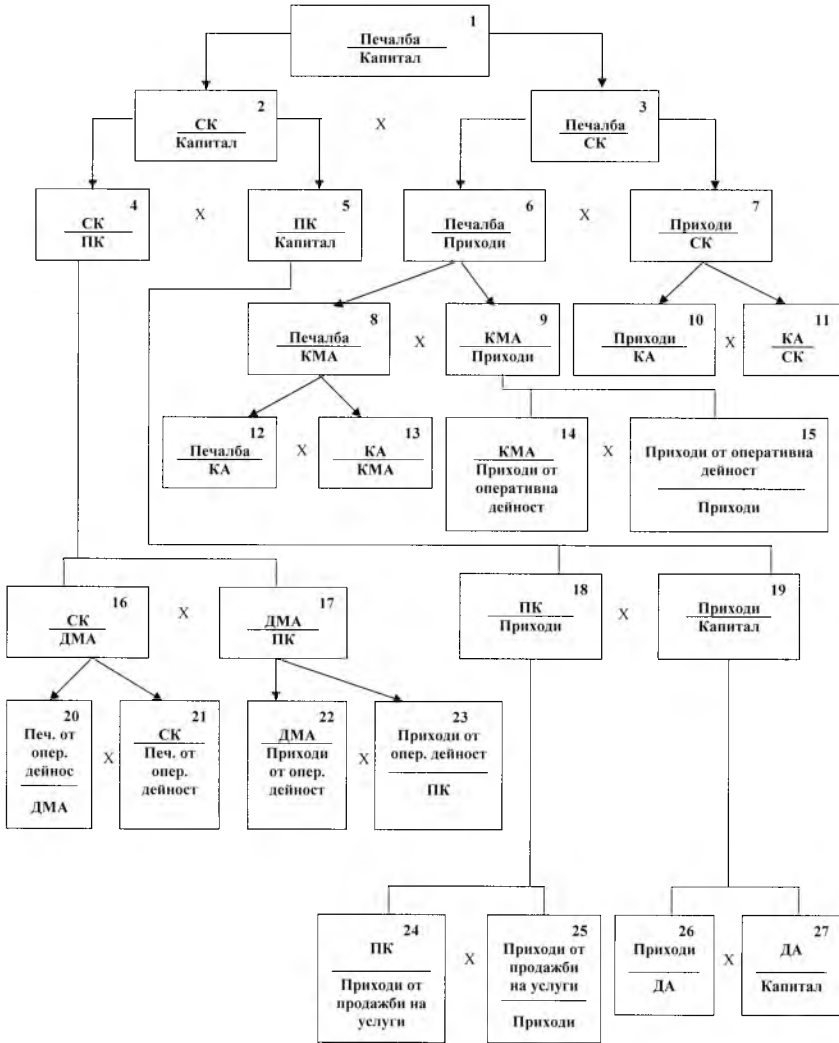 1
Печалба
Капитал
2
СК
Капитал
X
3
Печалба
СК
4
СК
ПК
X
5
ПК
Капитал
6
Печалба
Приходи
X
7
Приходи
СК
8
Печалба
КМА
X
9
КМА
Приходи
10
Приходи
КА
X
11
КА
СК
12
Печалба
КА
X
13
КА
КМА
14
КМА
Приходи от
оперативна
дейност
X
15
Приходи от оперативна
дейност
Приходи
16
СК
ДМА
X
17
ДМА
ПК
18
ПК
Приходи
X
19
Приходи
Капитал
20
Печ. от
опер.
дейнос
ДМА
X
21
СК
Печ. от
опер.
дейност
22
ДМА
Приходи
от опер.
дейност
X
23
Приходи от
опер. дейност
ПК
24
ПК
Приходи от
продажби на
услуги
X
25
Приходи от
продажби
на услуги
Приходи
26
Приходи
ДА
X
27
ДА
Капитал